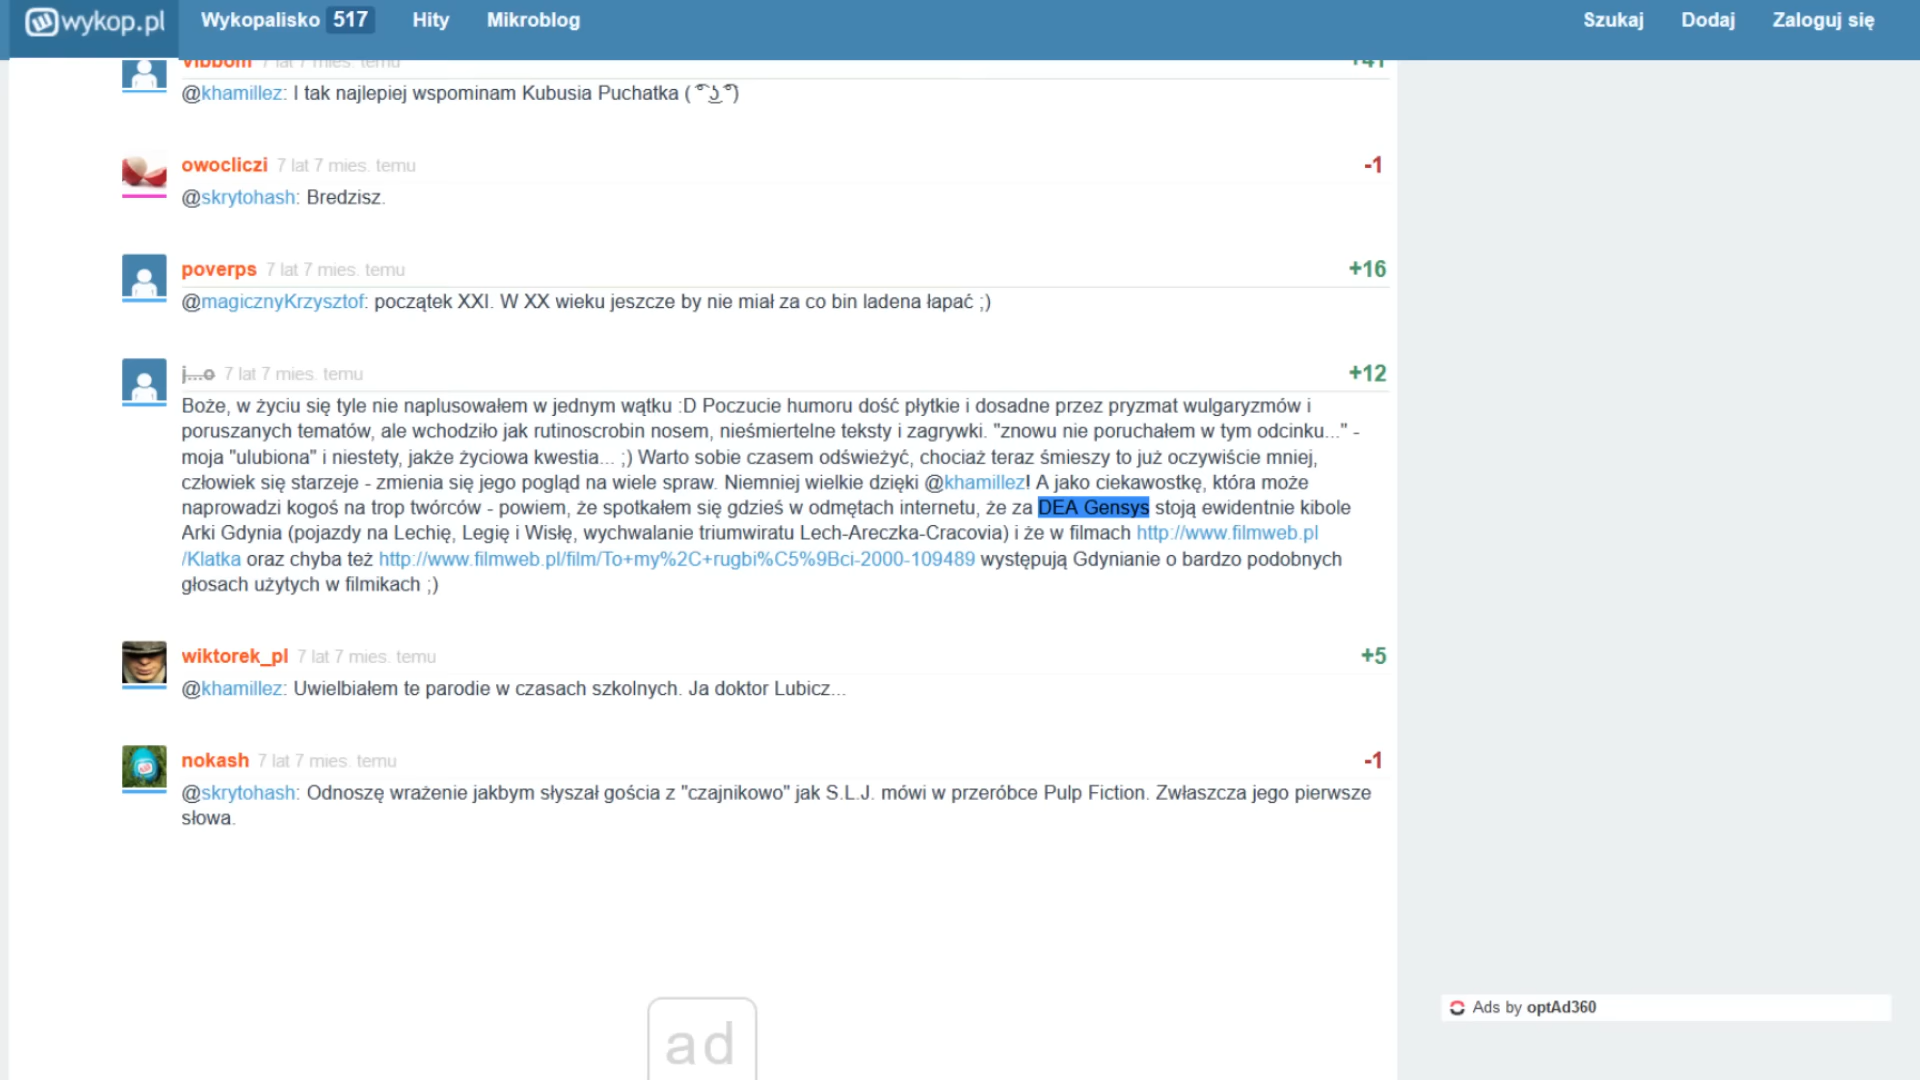 wykop.pl Wykopalisko 517 Hity Mikroblog Szukaj Dodaj Zaloguj się
vibbom 7 lat 7 mies. temu +41
@khamillez: I tak najlepiej wspominam Kubusia Puchatka ( ͡° ͜ʖ ͡°)
owocliczi 7 lat 7 mies. temu -1
@skrytohash: Bredzisz.
poverps 7 lat 7 mies. temu +16
@magicznyKrzysztof: początek XXI. W XX wieku jeszcze by nie miał za co bin ladena łapać ;)
j...o 7 lat 7 mies. temu +12
Boże, w życiu się tyle nie naplusowałem w jednym wątku :D Poczucie humoru dość płytkie i dosadne przez pryzmat wulgaryzmów i
poruszanych tematów, ale wchodziło jak rutinoscrobin nosem, nieśmiertelne teksty i zagrywki. "znowu nie poruchałem w tym odcinku..." -
moja "ulubiona" i niestety, jakże życiowa kwestia... ;) Warto sobie czasem odświeżyć, chociaż teraz śmieszy to już oczywiście mniej,
człowiek się starzeje - zmienia się jego pogląd na wiele spraw. Niemniej wielkie dzięki @khamillez! A jako ciekawostkę, która może
naprowadzi kogoś na trop twórców - powiem, że spotkałem się gdzieś w odmętach internetu, że za DEA Gensys stoją ewidentnie kibole
Arki Gdynia (pojazdy na Lechię, Legię i Wisłę, wychwalanie triumwiratu Lech-Areczka-Cracovia) i że w filmach http://www.filmweb.pl
/Klatka oraz chyba też http://www.filmweb.pl/film/To+my%2C+rugbi%C5%9Bci-2000-109489 występują Gdynianie o bardzo podobnych
głosach użytych w filmikach ;)
wiktorek_pl 7 lat 7 mies. temu +5
@khamillez: Uwielbiałem te parodie w czasach szkolnych. Ja doktor Lubicz...
nokash 7 lat 7 mies. temu -1
@skrytohash: Odnoszę wrażenie jakbym słyszał gościa z "czajnikowo" jak S.L.J. mówi w przeróbce Pulp Fiction. Zwłaszcza jego pierwsze
słowa.
Ads by optAd360
ad